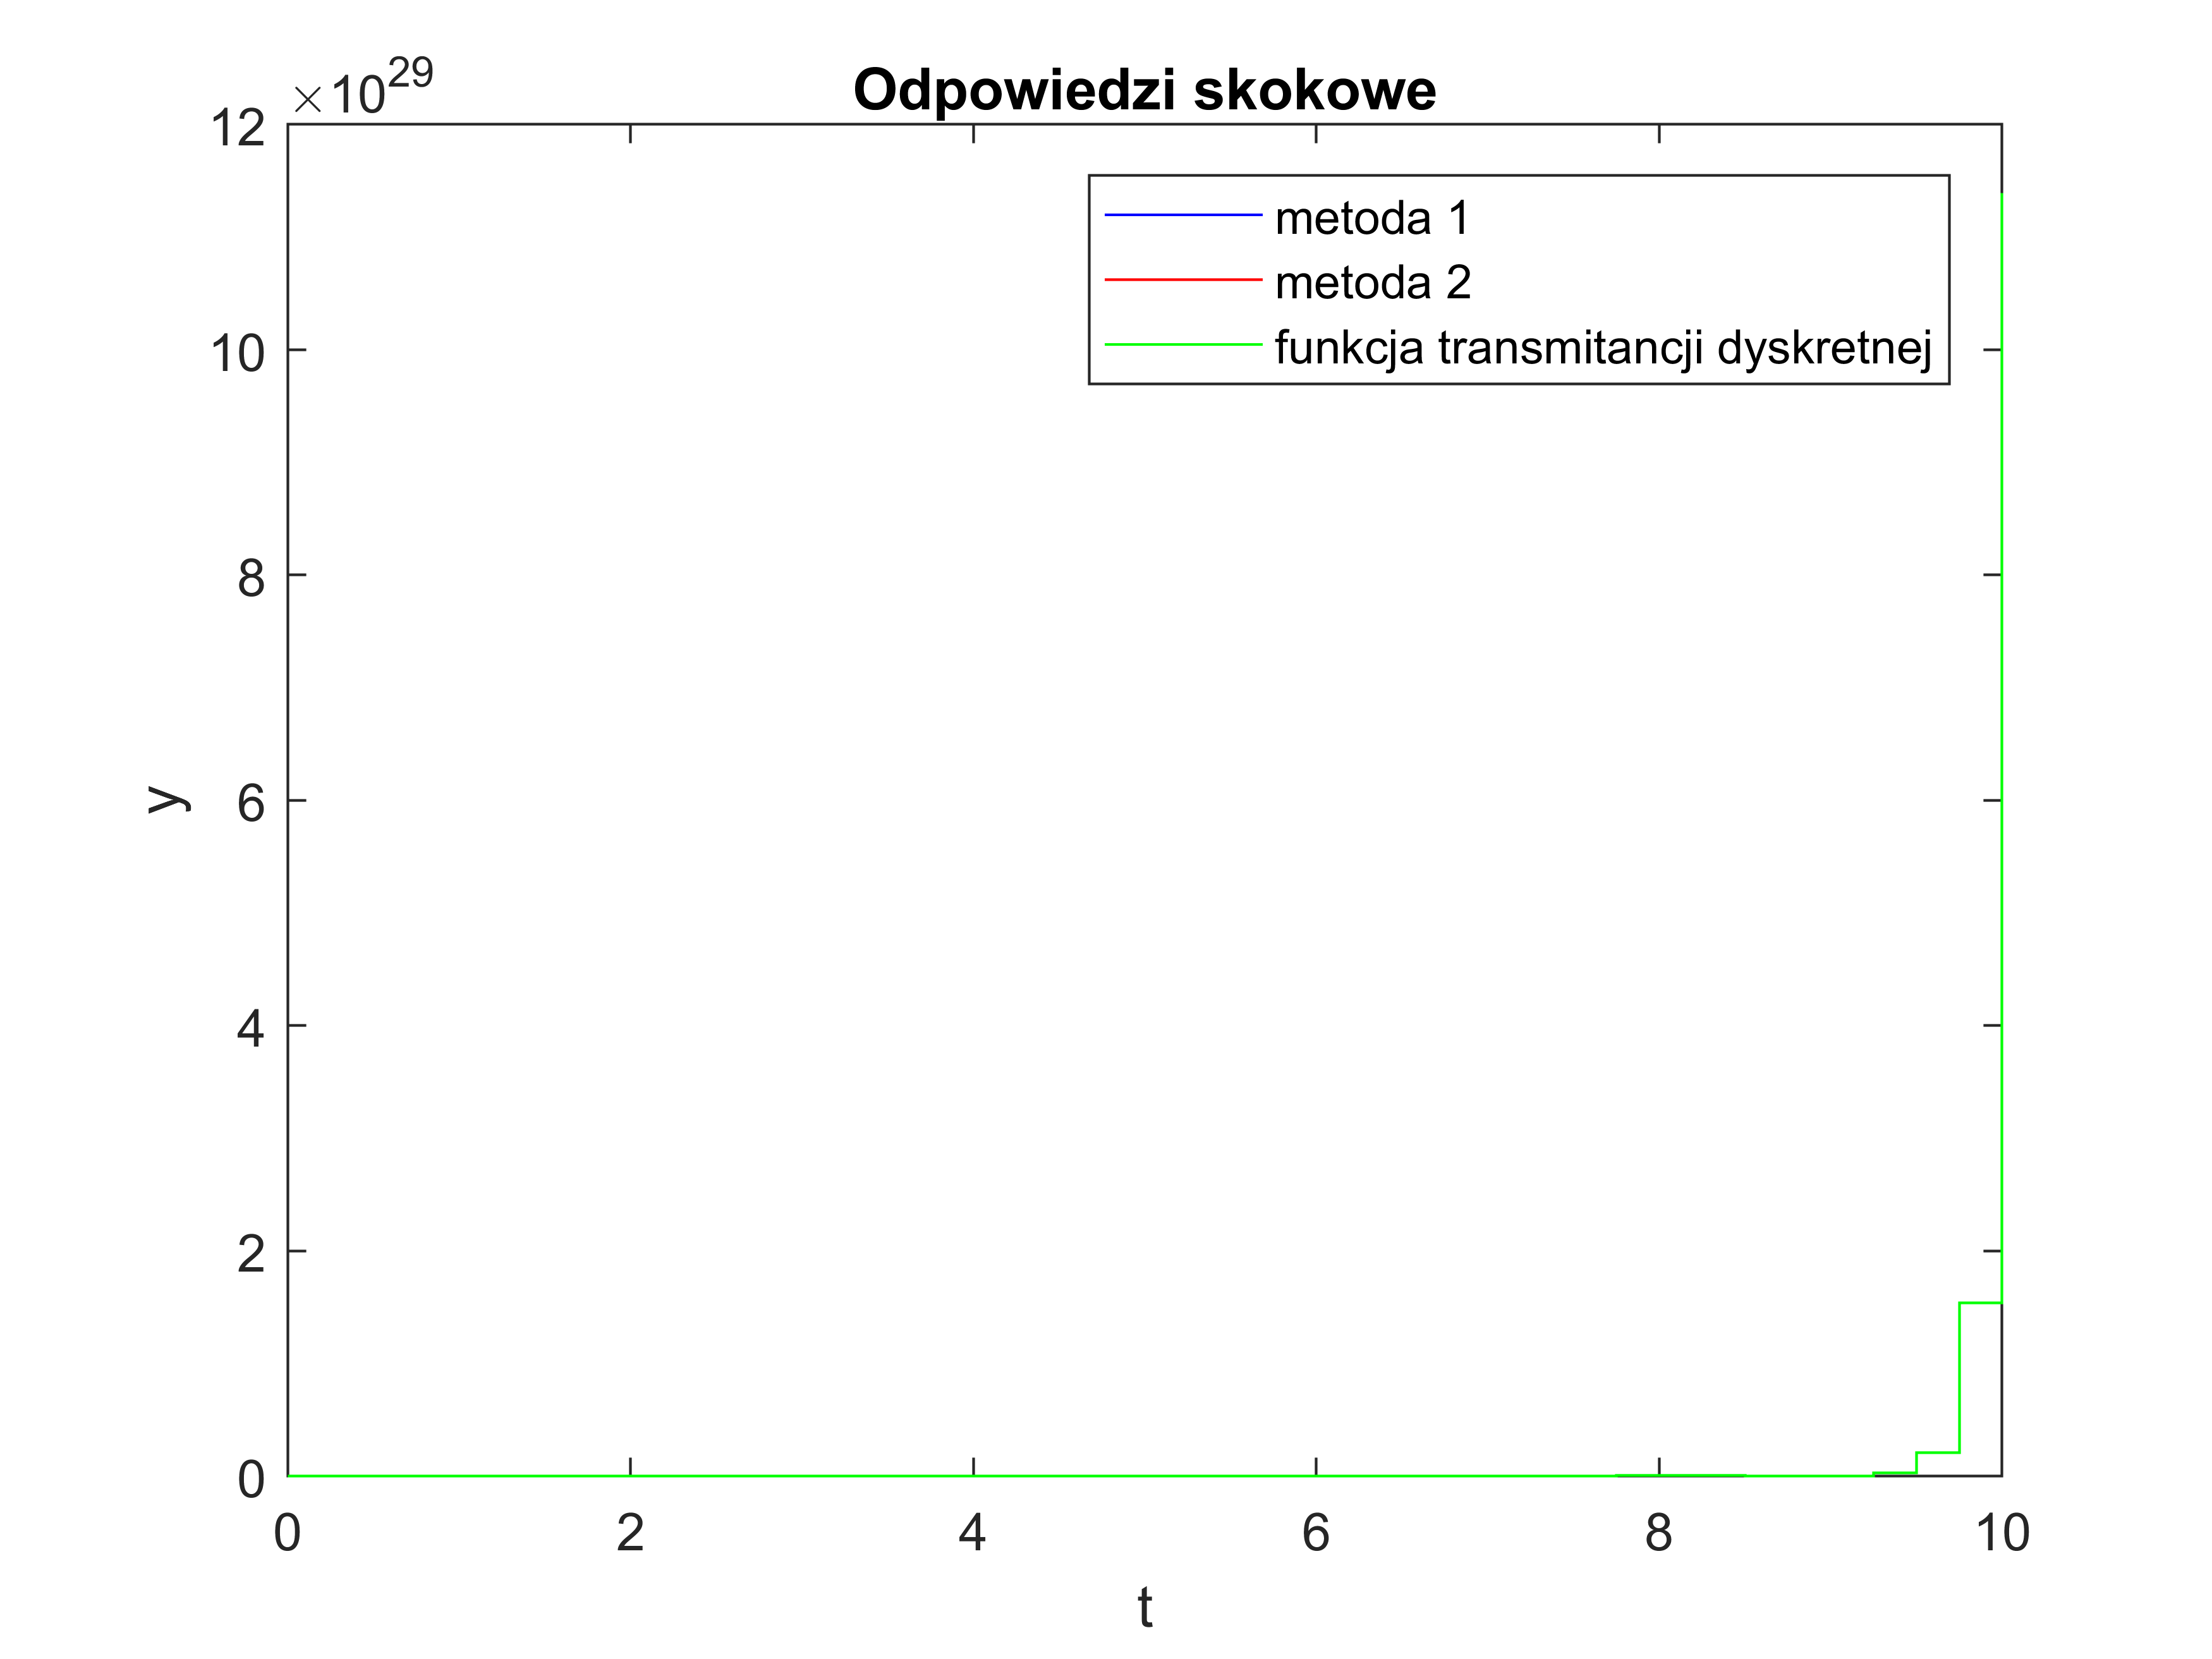 Odpowiedzi skokowe
×10^29
12
10
8
6
4
2
0
y
metoda 1
metoda 2
funkcja transmitancji dyskretnej
0 2 4 6 8 10
t